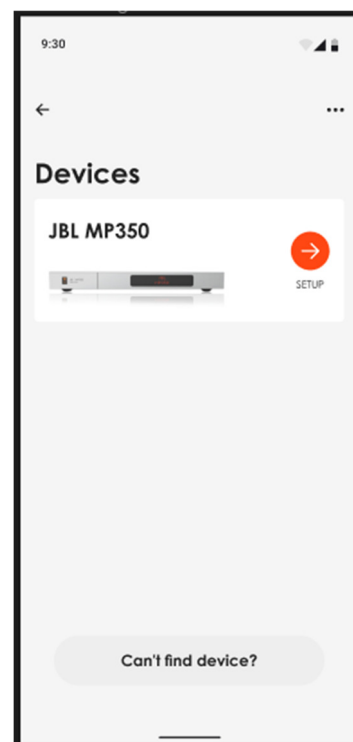 9:30
Devices
JBL MP350
SETUP
Can't find device?